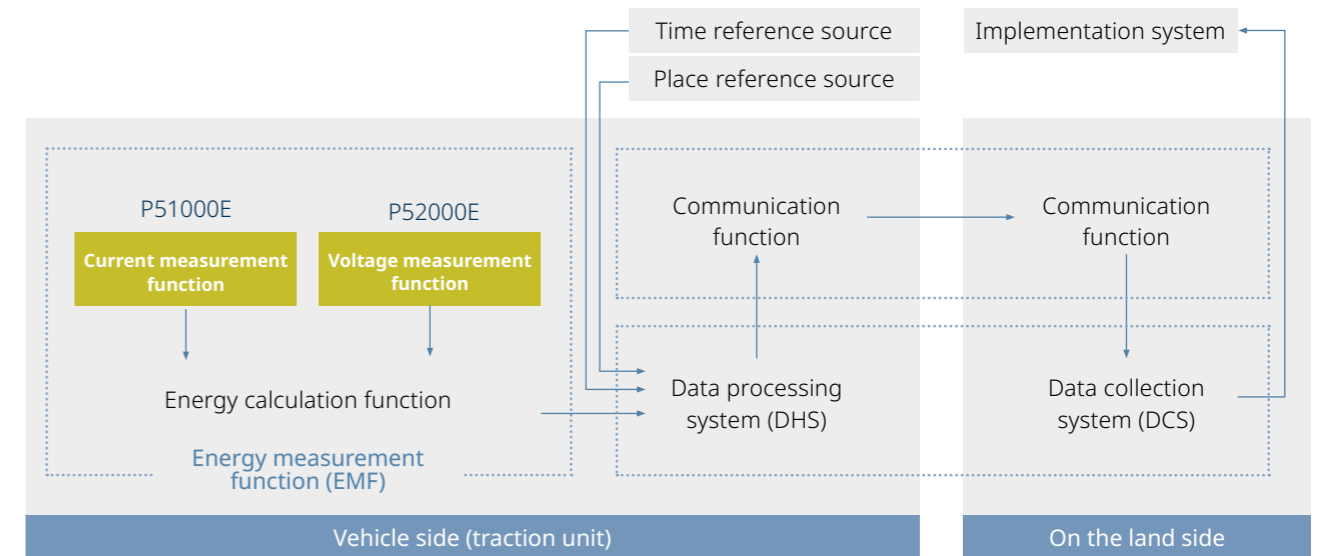 Time reference source
Implementation system
Place reference source
P51000E
P52000E
Current measurement
function
Voltage measurement
function
Communication
function
Communication
function
Energy calculation function
Data processing
system (DHS)
Data collection
system (DCS)
Energy measurement
function (EMF)
Vehicle side (traction unit)
On the land side